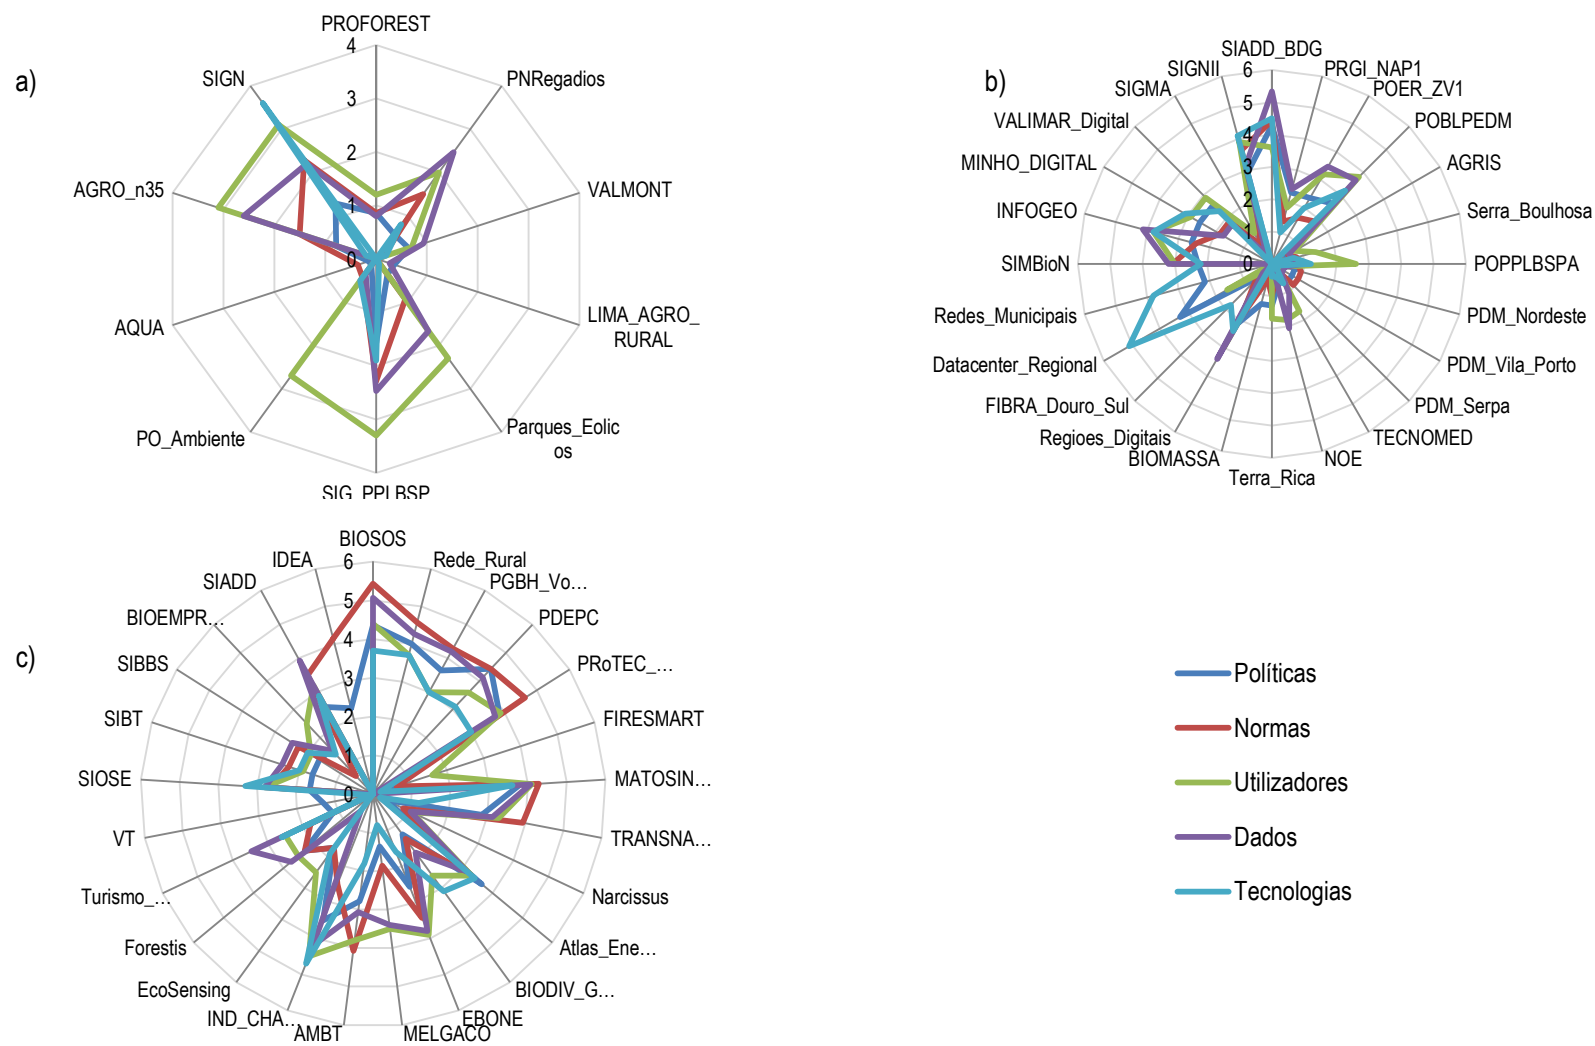 a)
PROFOREST
PNRegadios
VALMONT
LIMA_AGRO_
RURAL
Parques_Eolic
os
SIG_PPLBSP
PO_Ambiente
AQUA
AGRO_n35
SIGN
4
3
2
1
0
b)
SIADD_BDG
PRGI_NAP1
POER_ZV1
POBLPEDM
AGRIS
Serra_Boulhosa
POPPLBSPA
PDM_Nordeste
PDM_Vila_Porto
PDM_Serpa
TECNOMED
NOE
Terra_Rica
BIOMASSA
Regioes_Digitais
FIBRA_Douro_Sul
Datacenter_Regional
Redes_Municipais
SIMBioN
INFOGEO
MINHO_DIGITAL
VALIMAR_Digital
SIGMA
SIGNII
6
5
4
3
2
1
0
c)
BIOSOS
Rede_Rural
PGBH_Vo…
PDEPC
PRoTEC_…
FIRESMART
MATOSIN…
TRANSNA…
Narcissus
Atlas_Ene…
BIODIV_G…
EBONE
MELGACO
AMBT
IND_CHA…
EcoSensing
Forestis
Turismo_…
VT
SIOSE
SIBT
SIBBS
BIOEMPR…
SIADD
IDEA
6
5
4
3
2
1
0
Políticas
Normas
Utilizadores
Dados
Tecnologias